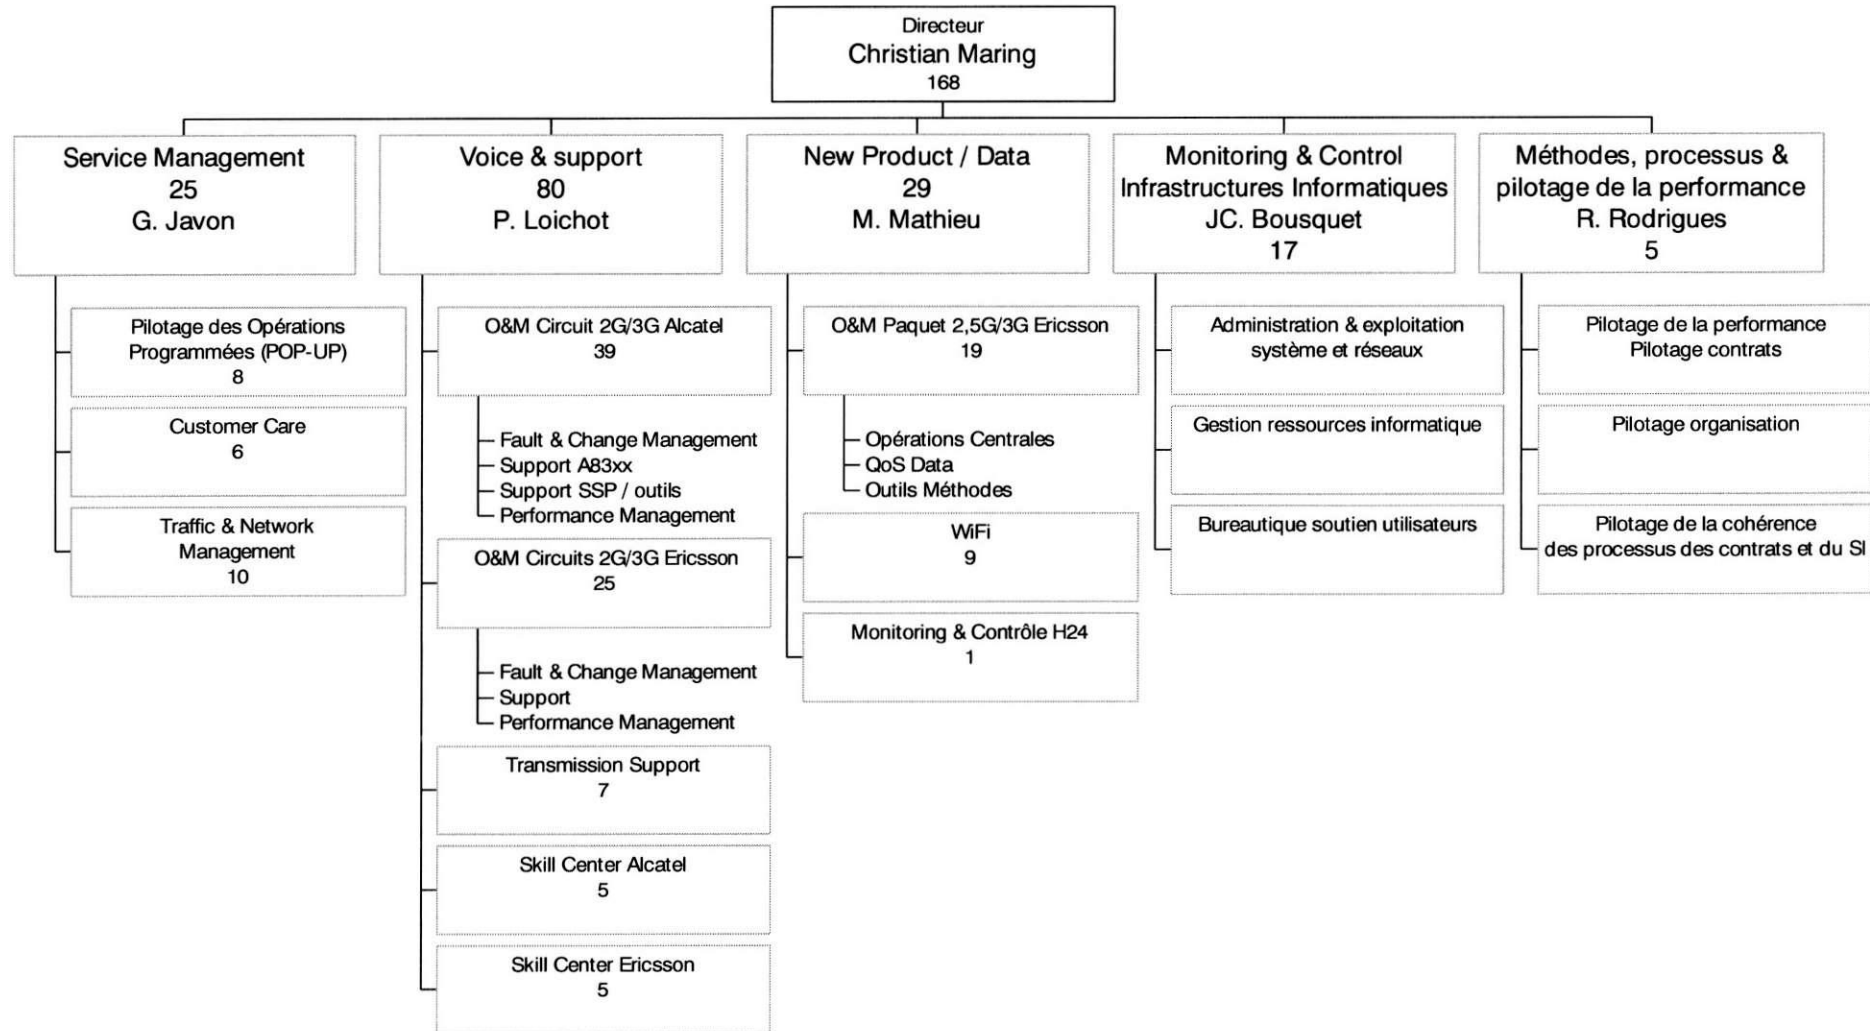 Directeur
Christian Maring
168
Service Management
25
G. Javon
Voice & support
80
P. Loichot
New Product / Data
29
M. Mathieu
Monitoring & Control
Infrastructures Informatiques
JC. Bousquet
17
Méthodes, processus &
pilotage de la performance
R. Rodrigues
5
Pilotage des Opérations
Programmées (POP-UP)
8
Customer Care
6
Traffic & Network
Management
10
O&M Circuit 2G/3G Alcatel
39
Fault & Change Management
Support A83xx
Support SSP / outils
Performance Management
O&M Circuits 2G/3G Ericsson
25
Fault & Change Management
Support
Performance Management
Transmission Support
7
Skill Center Alcatel
5
Skill Center Ericsson
5
O&M Paquet 2,5G/3G Ericsson
19
Opérations Centrales
QoS Data
Outils Méthodes
WiFi
9
Monitoring & Contrôle H24
1
Administration & exploitation
système et réseaux
Gestion ressources informatique
Bureautique soutien utilisateurs
Pilotage de la performance
Pilotage contrats
Pilotage organisation
Pilotage de la cohérence
des processus des contrats et du SI